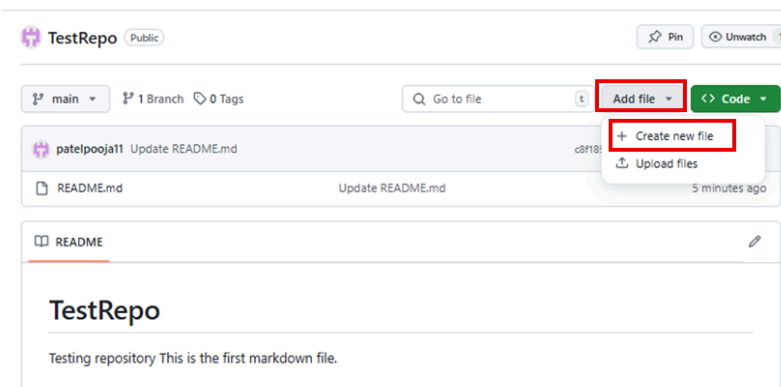 TestRepo Public Pin Unwatch
main 1 Branch 0 Tags Go to file t Add file Code
Create new file
patelpooja11 Update README.md
Upload files
README.md Update README.md 5 minutes ago
README
TestRepo
Testing repository This is the first markdown file.